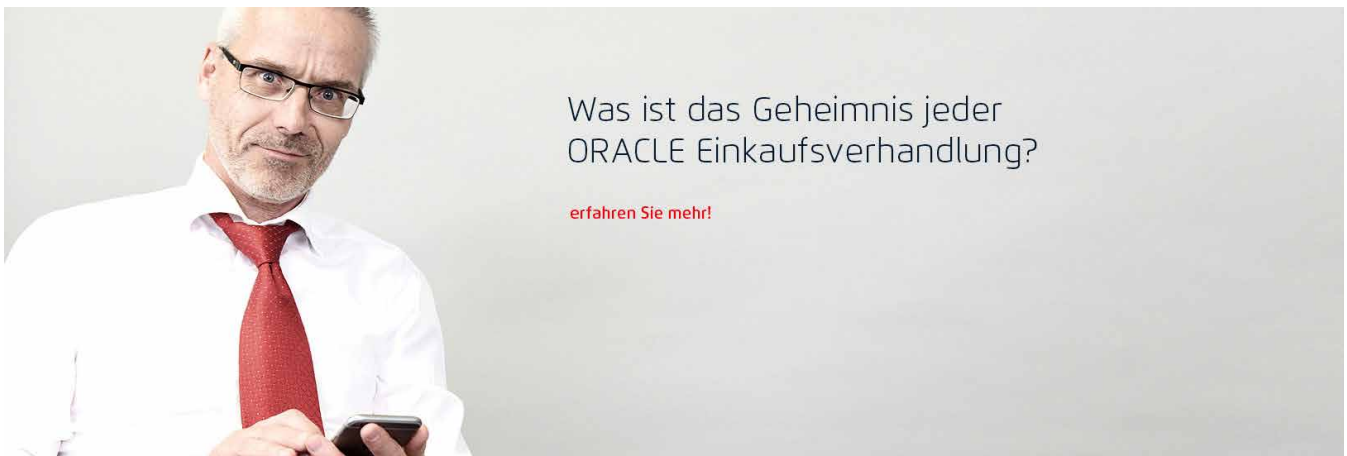 Was ist das Geheimnis jeder
ORACLE Einkaufsverhandlung?
erfahren Sie mehr!